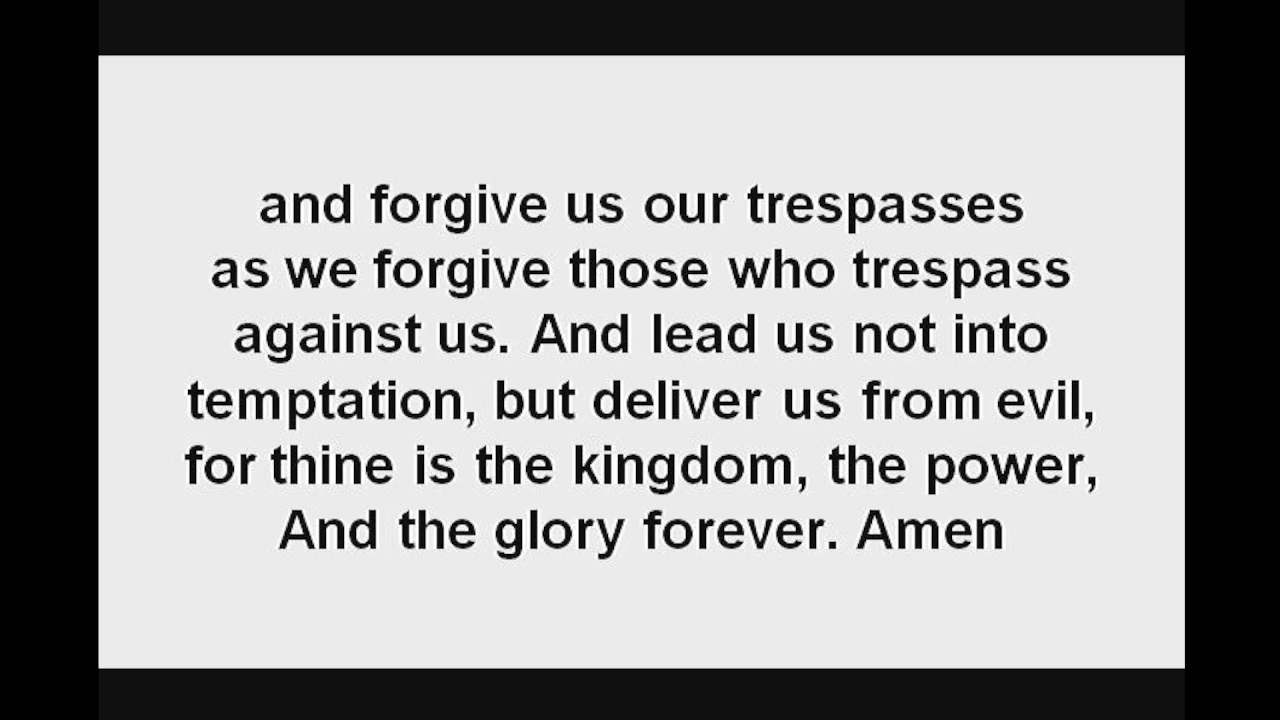 and forgive us our trespasses
as we forgive those who trespass
against us. And lead us not into
temptation, but deliver us from evil,
for thine is the kingdom, the power,
And the glory forever. Amen